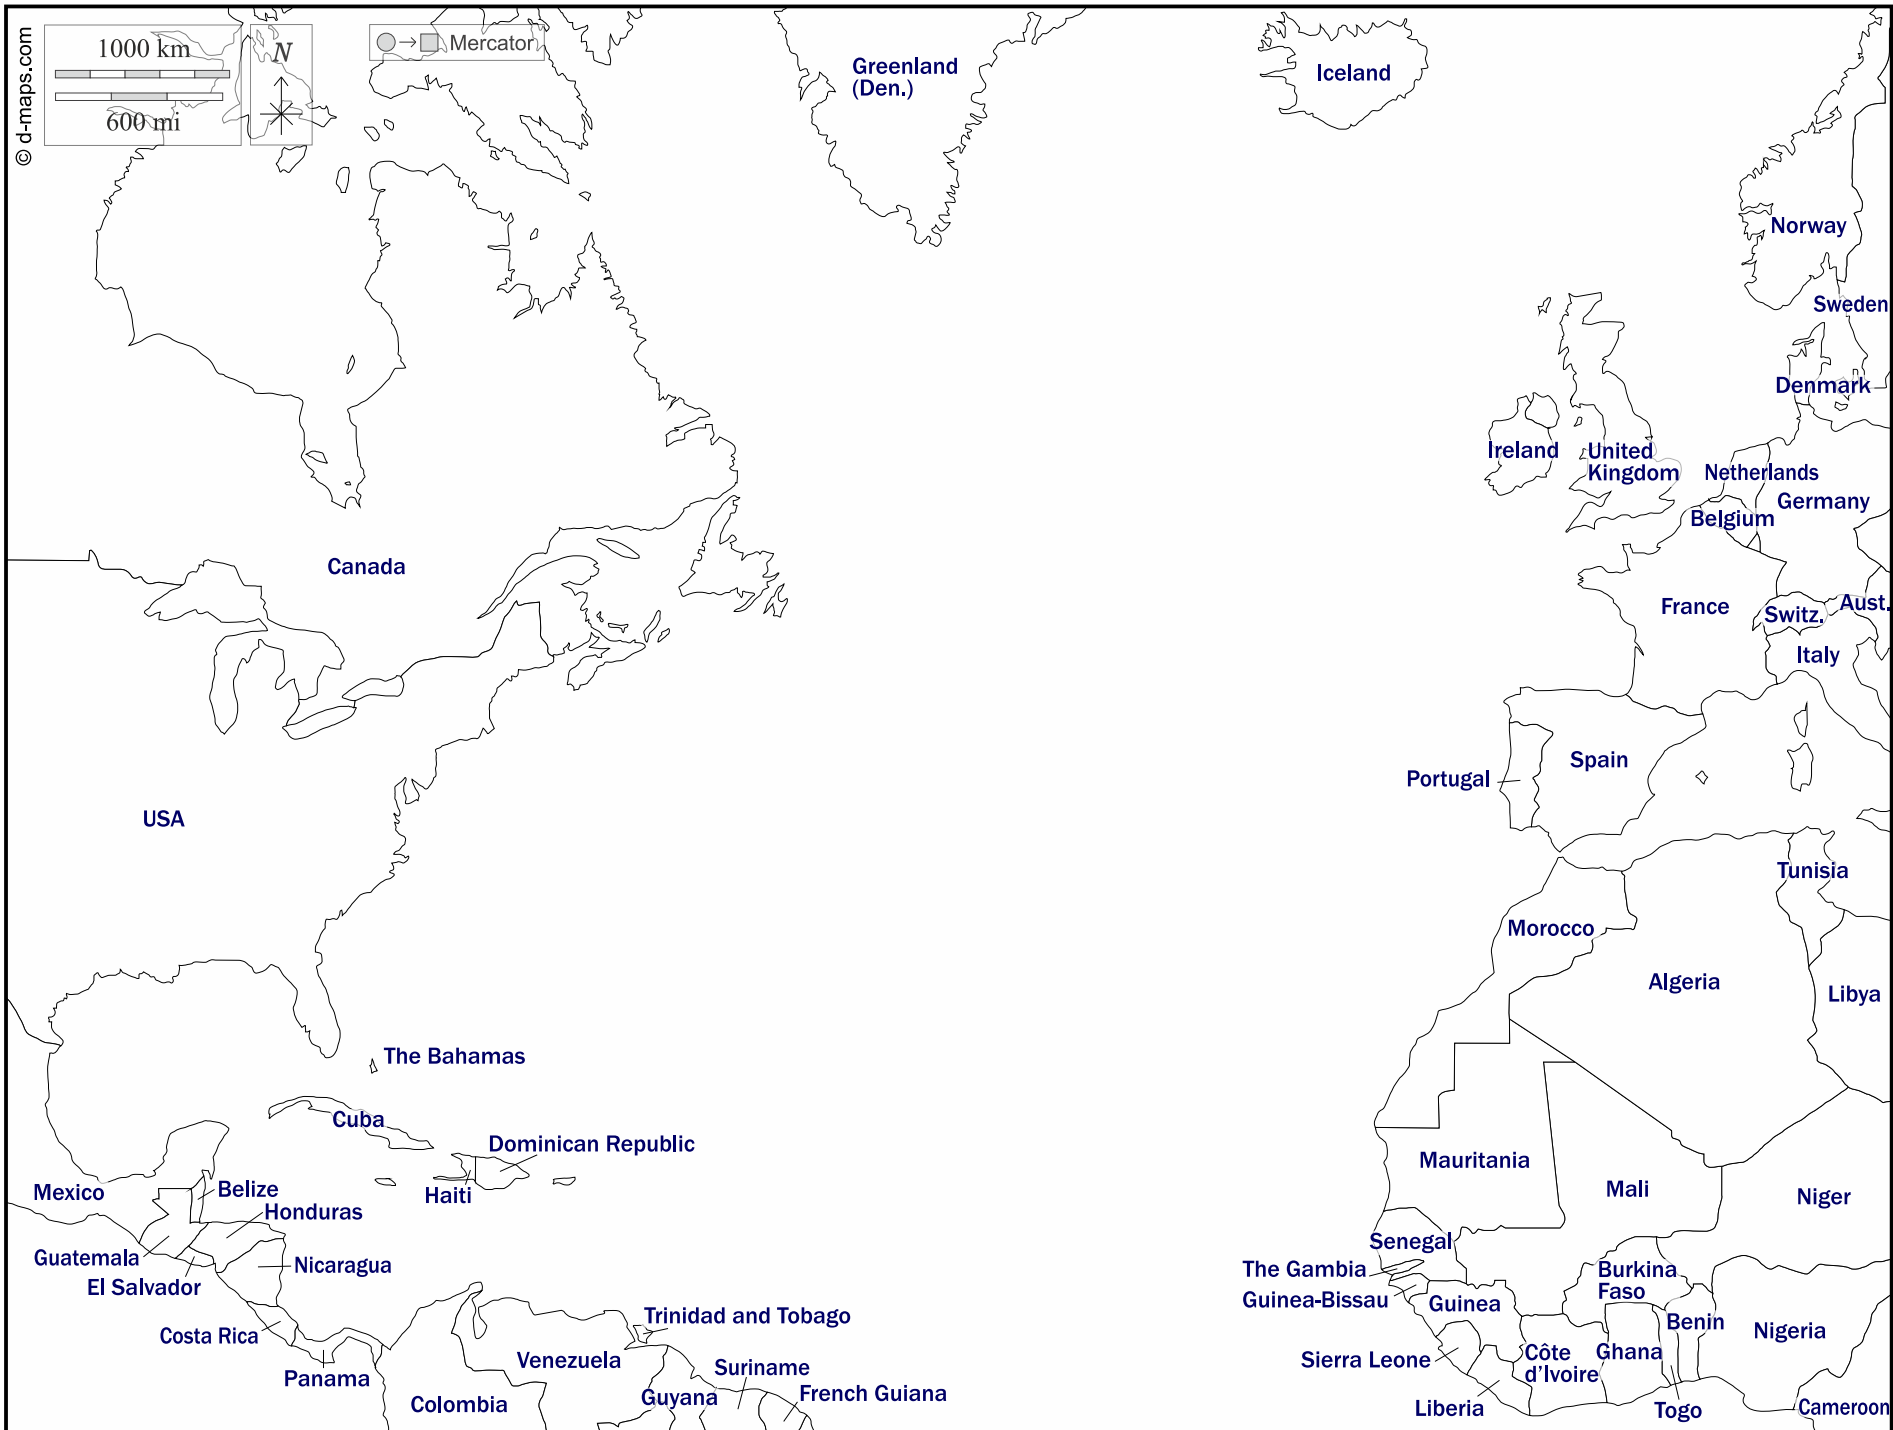 © d-maps.com
1000 km
600 mi
N
Mercator
Greenland
(Den.)
Iceland
Norway
Sweden
Denmark
Ireland
United
Kingdom
Netherlands
Germany
Belgium
Canada
France
Switz.
Aust.
Italy
Spain
Portugal
USA
Tunisia
Morocco
Algeria
Libya
The Bahamas
Cuba
Dominican Republic
Haiti
Mauritania
Mali
Niger
Mexico
Belize
Honduras
Guatemala
El Salvador
Nicaragua
Senegal
The Gambia
Guinea-Bissau
Guinea
Burkina
Faso
Benin
Nigeria
Costa Rica
Panama
Trinidad and Tobago
Venezuela
Suriname
Guyana
French Guiana
Colombia
Sierra Leone
Liberia
Côte
d'Ivoire
Ghana
Togo
Cameroon